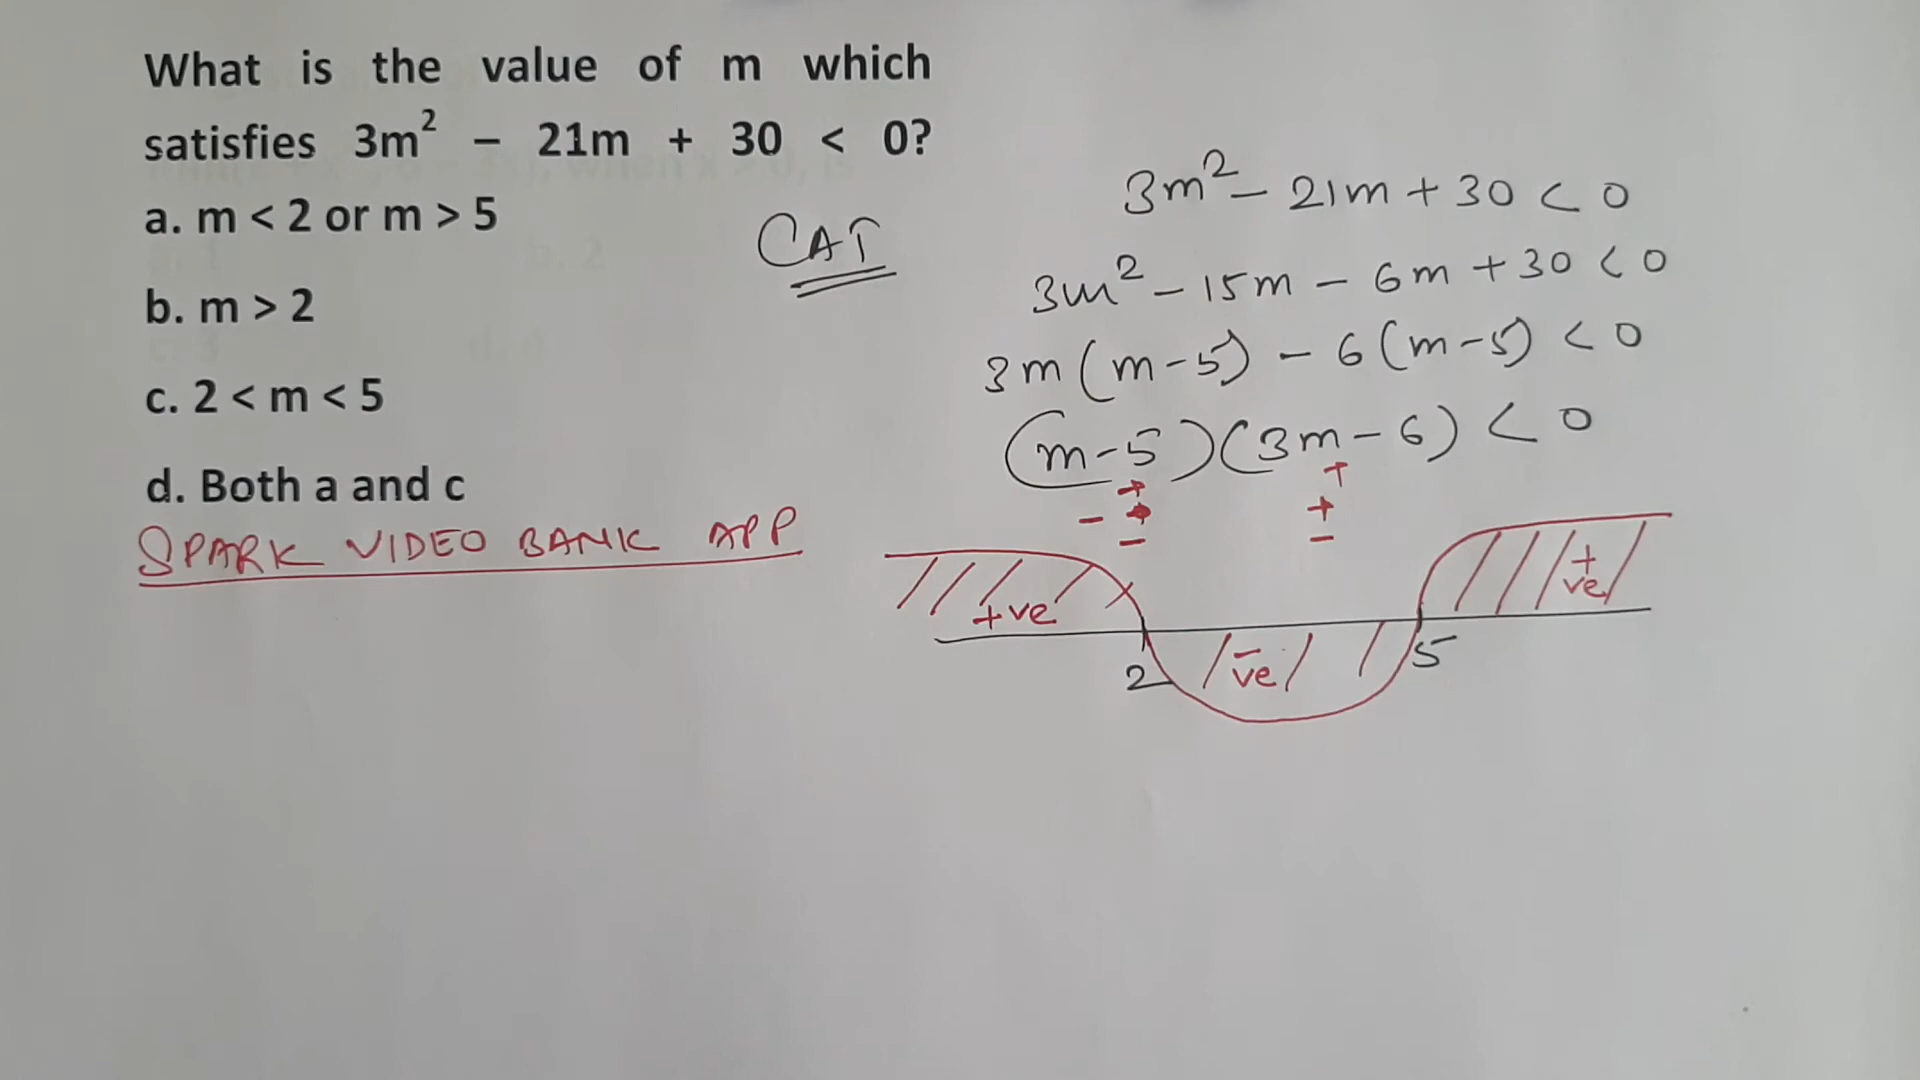 What is the value of m which
satisfies 3m² – 21m + 30 < 0?
a. m < 2 or m > 5
b. m > 2
c. 2 < m < 5
d. Both a and c
CAT
SPARK VIDEO BANK APP
3m² - 21m + 30 < 0
3m² - 15m - 6m + 30 < 0
3m(m-5) - 6(m-5) < 0
(m-5)(3m-6) < 0
+ +
- + +
- -
+ve
-ve
+ve
2
5